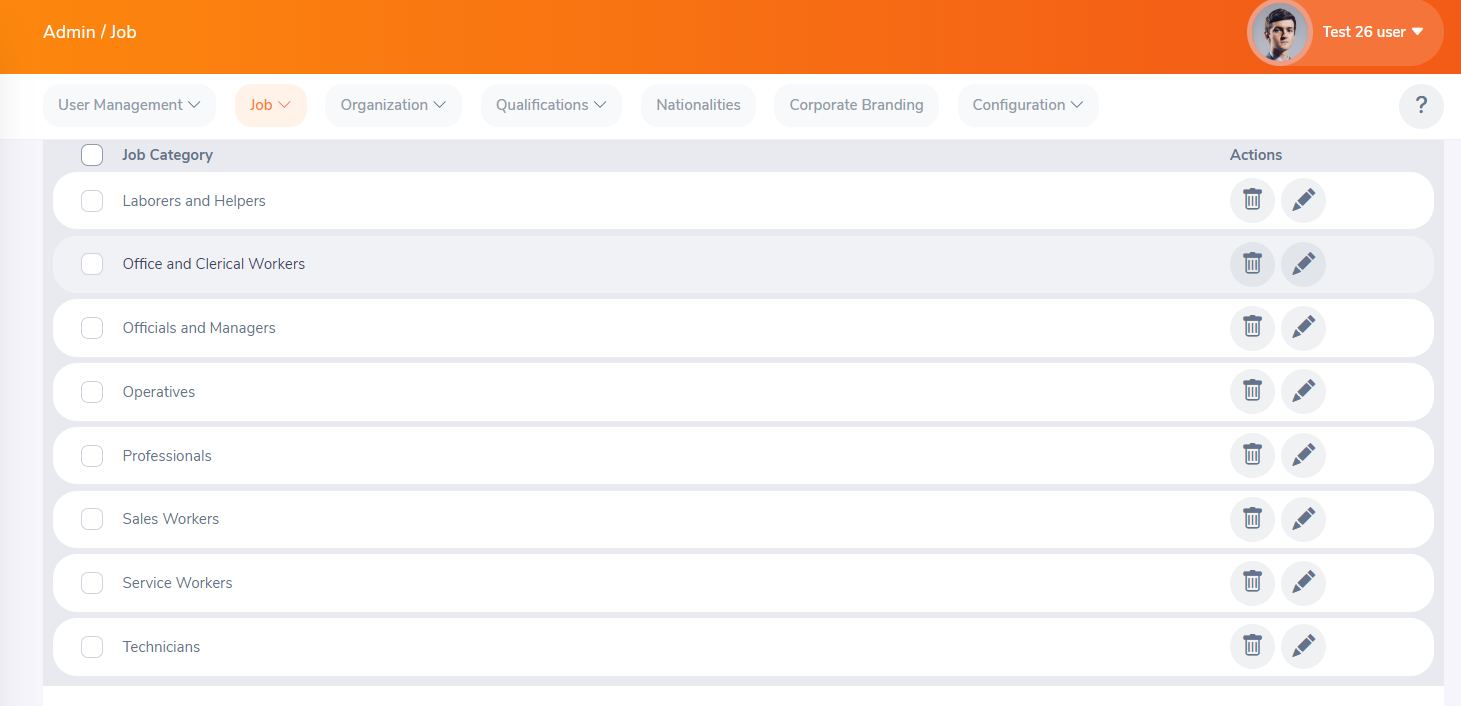 Admin / Job
Test 26 user
User Management
Job
Organization
Qualifications
Nationalities
Corporate Branding
Configuration
?
Job Category
Actions
Laborers and Helpers
Office and Clerical Workers
Officials and Managers
Operatives
Professionals
Sales Workers
Service Workers
Technicians